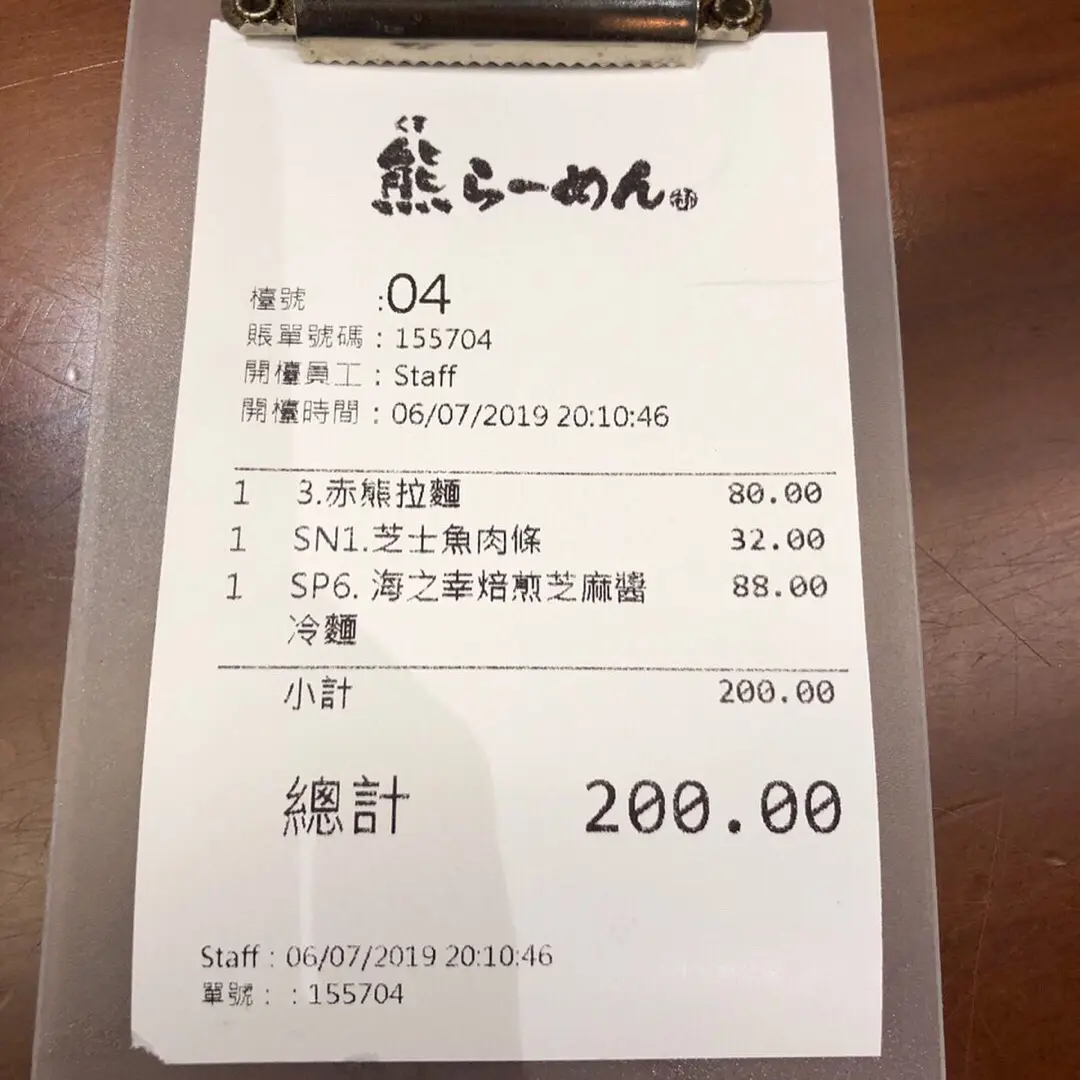 くま
熊らーめん
檯號 :04
賬單號碼 : 155704
開檯員工 : Staff
開檯時間 : 06/07/2019 20:10:46
1 3.赤熊拉麵 80.00
1 SN1.芝士魚肉條 32.00
1 SP6. 海之幸焙煎芝麻醬 88.00
冷麵
小計 200.00
總計 200.00
Staff : 06/07/2019 20:10:46
單號 : : 155704